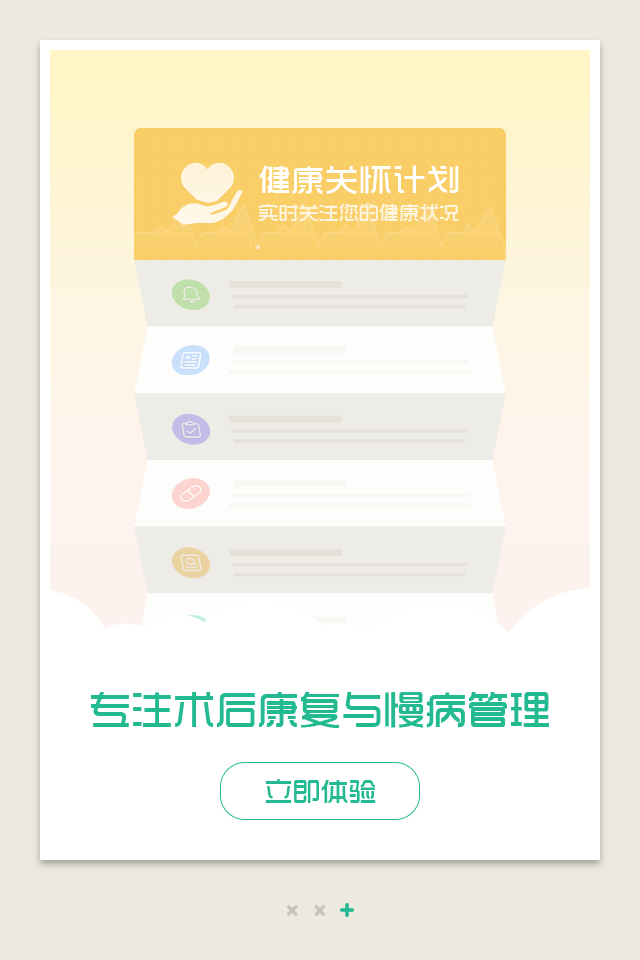 健康关怀计划
实时关注您的健康状况
专注术后康复与慢病管理
立即体验